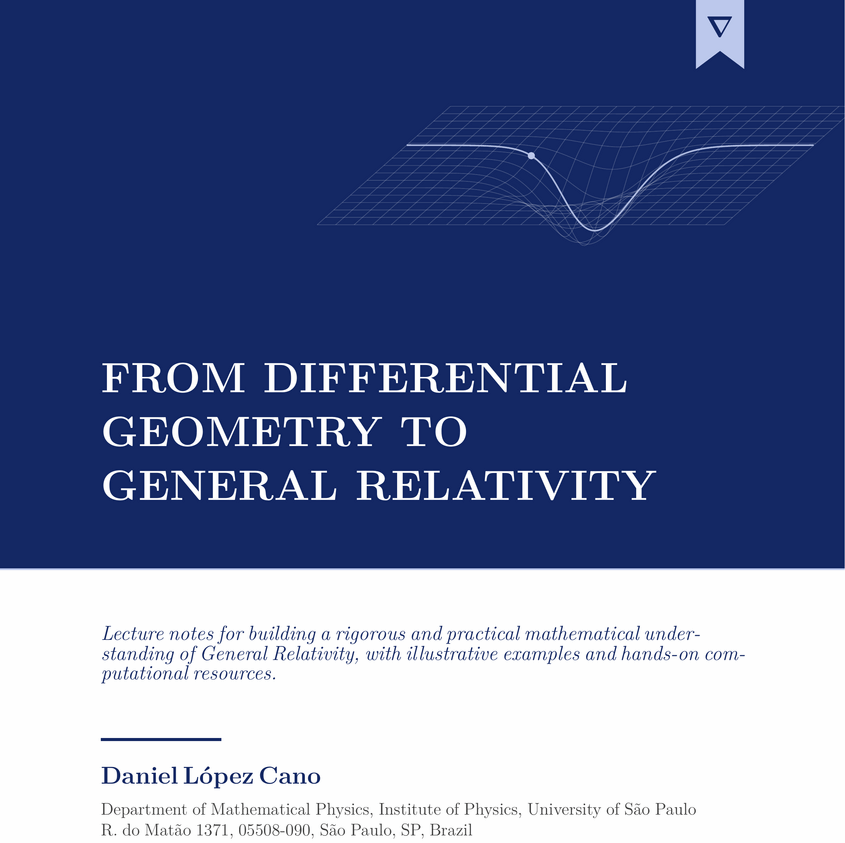 FROM DIFFERENTIAL
GEOMETRY TO
GENERAL RELATIVITY
Lecture notes for building a rigorous and practical mathematical under-
standing of General Relativity, with illustrative examples and hands-on com-
putational resources.
Daniel López Cano
Department of Mathematical Physics, Institute of Physics, University of São Paulo
R. do Matão 1371, 05508-090, São Paulo, SP, Brazil